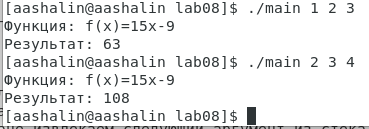 [aashalin@aashalin lab08]$ ./main 1 2 3
Функция: f(x)=15x-9
Результат: 63
[aashalin@aashalin lab08]$ ./main 2 3 4
Функция: f(x)=15x-9
Результат: 108
[aashalin@aashalin lab08]$